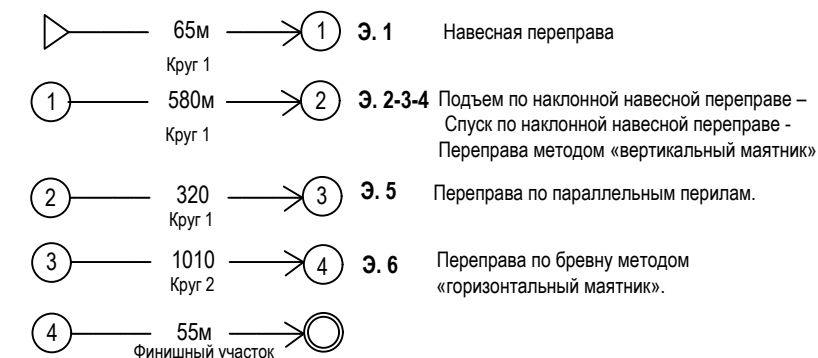 65м 1 Э. 1 Навесная переправа
Круг 1
1 580м 2 Э. 2-3-4 Подъем по наклонной навесной переправе –
Круг 1 Спуск по наклонной навесной переправе -
Переправа методом «вертикальный маятник»
2 320 3 Э. 5 Переправа по параллельным перилам.
Круг 1
3 1010 4 Э. 6 Переправа по бревну методом
Круг 2 «горизонтальный маятник».
4 55м
Финишный участок